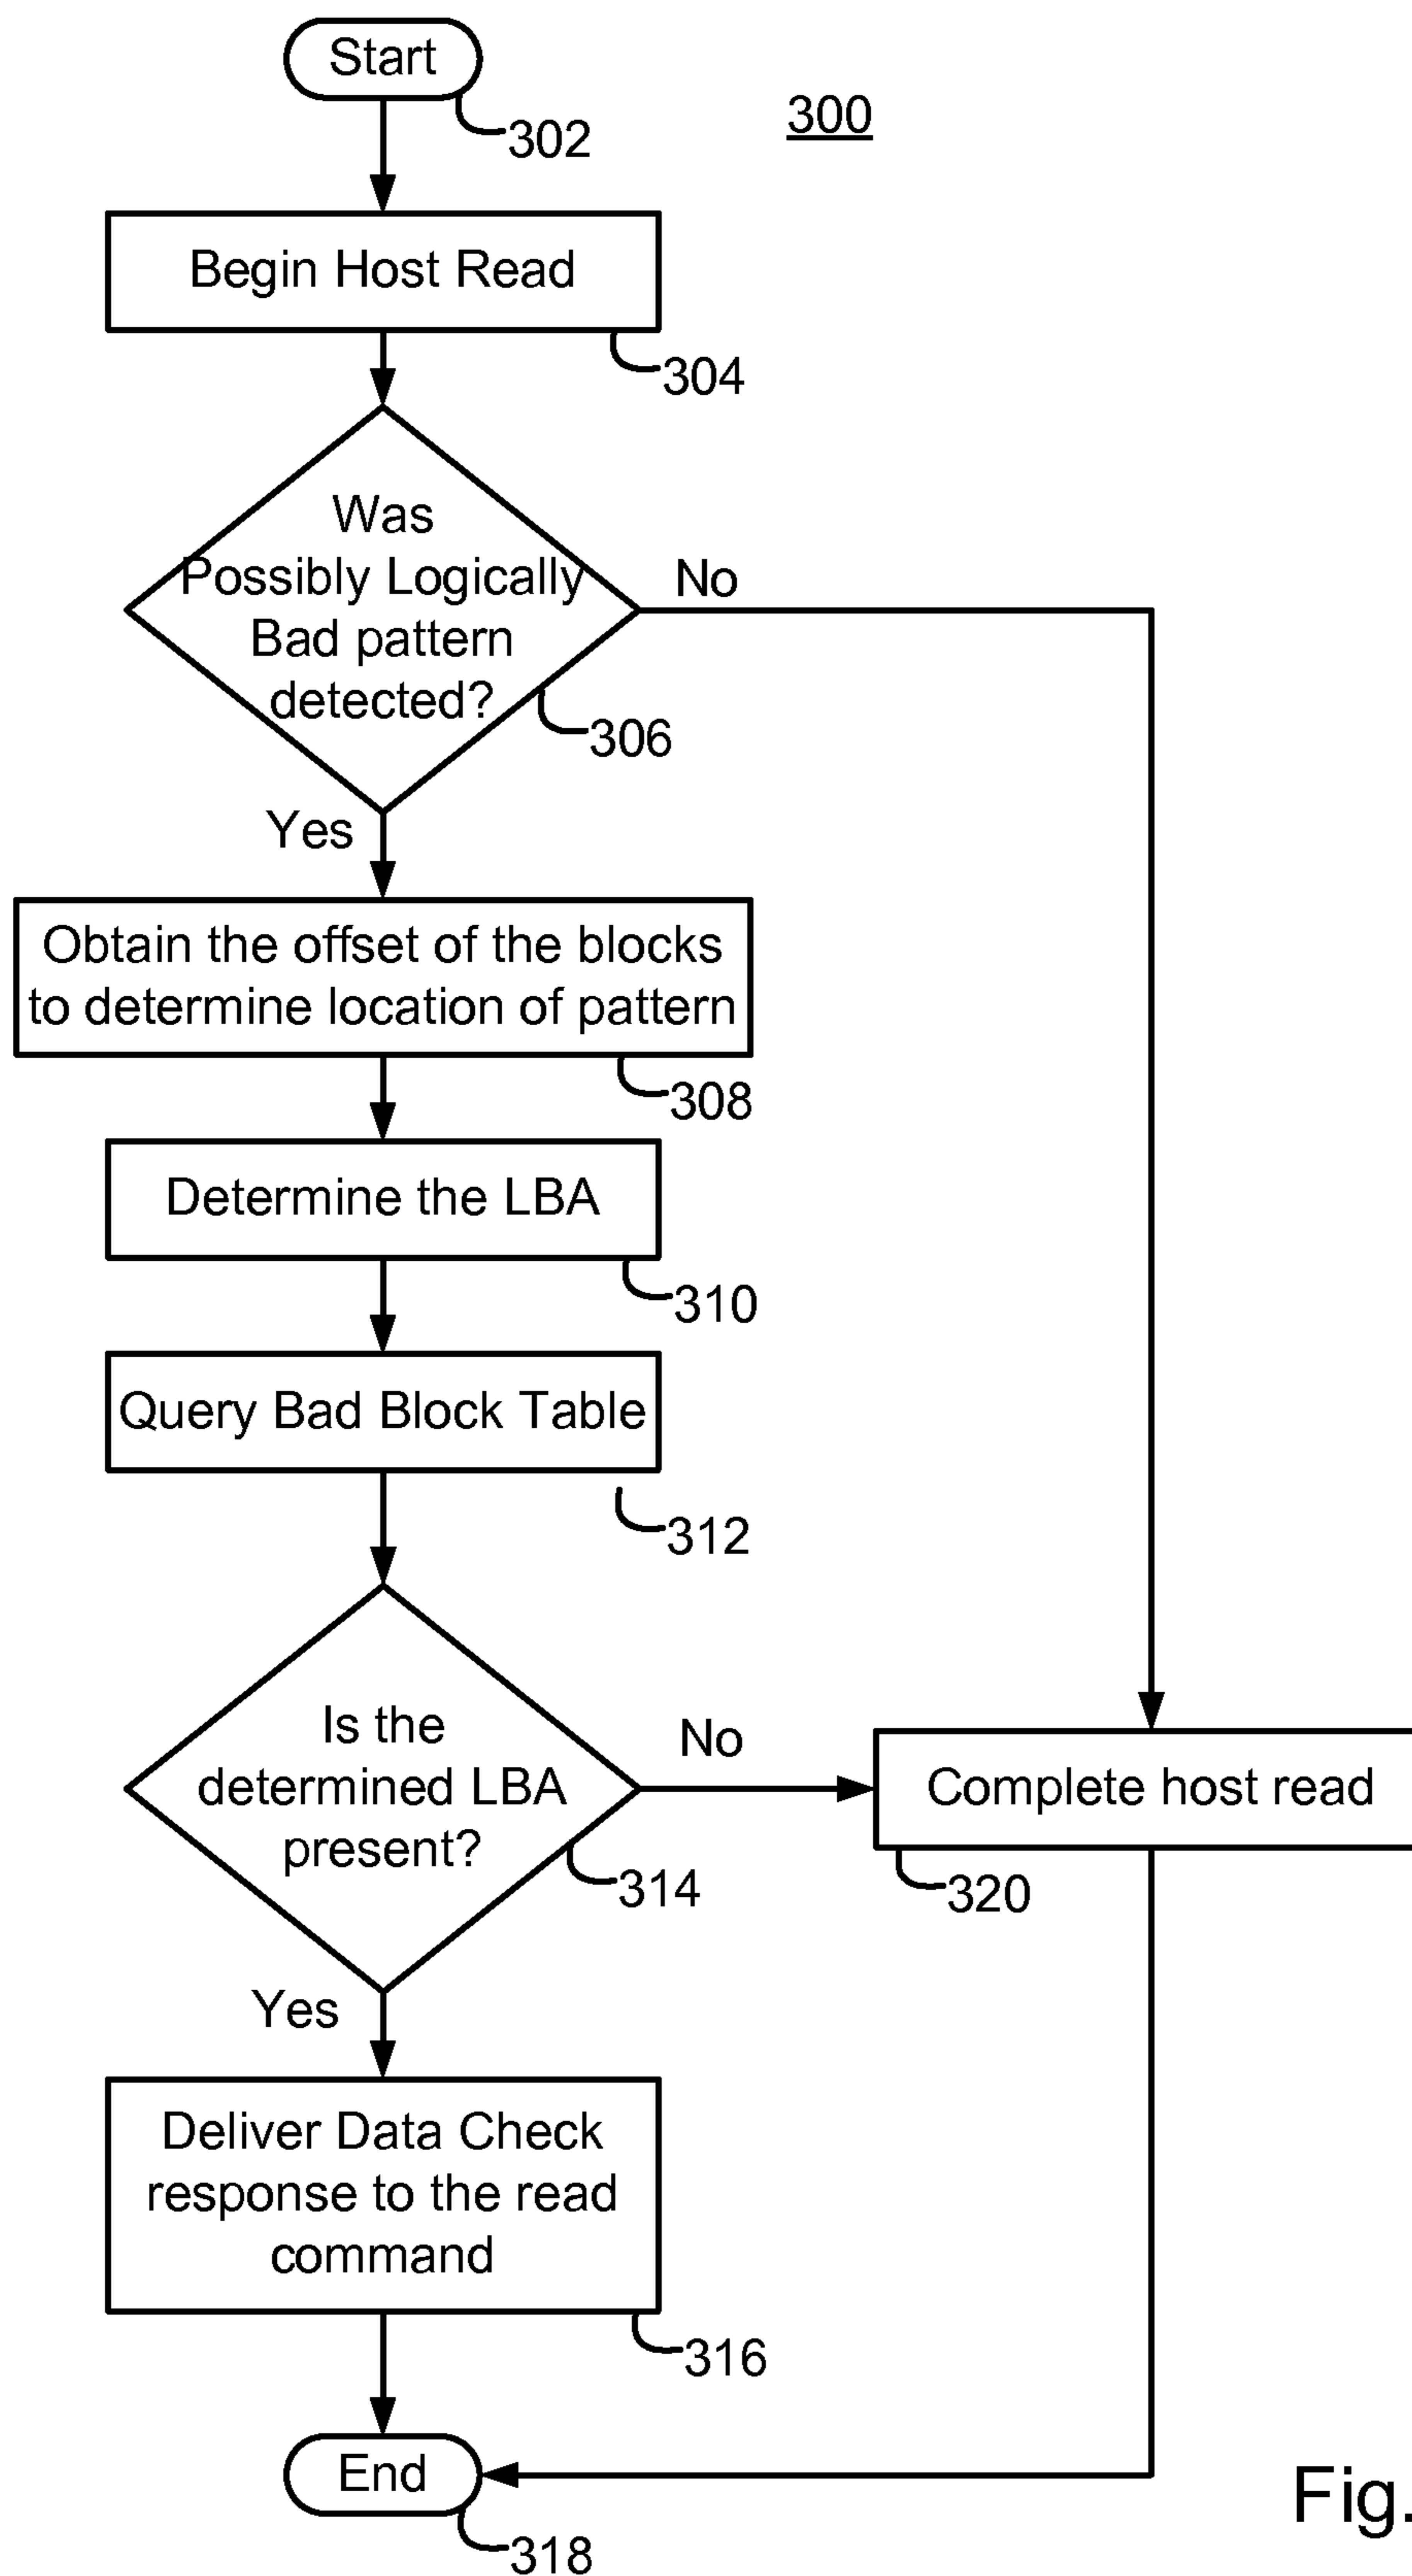 Start
302
300
Begin Host Read
304
Was
Possibly Logically
Bad pattern
detected?
No
306
Yes
Obtain the offset of the blocks
to determine location of pattern
308
Determine the LBA
310
Query Bad Block Table
312
Is the
determined LBA
present?
No
314
Complete host read
320
Yes
Deliver Data Check
response to the read
command
316
End
318
Fig.